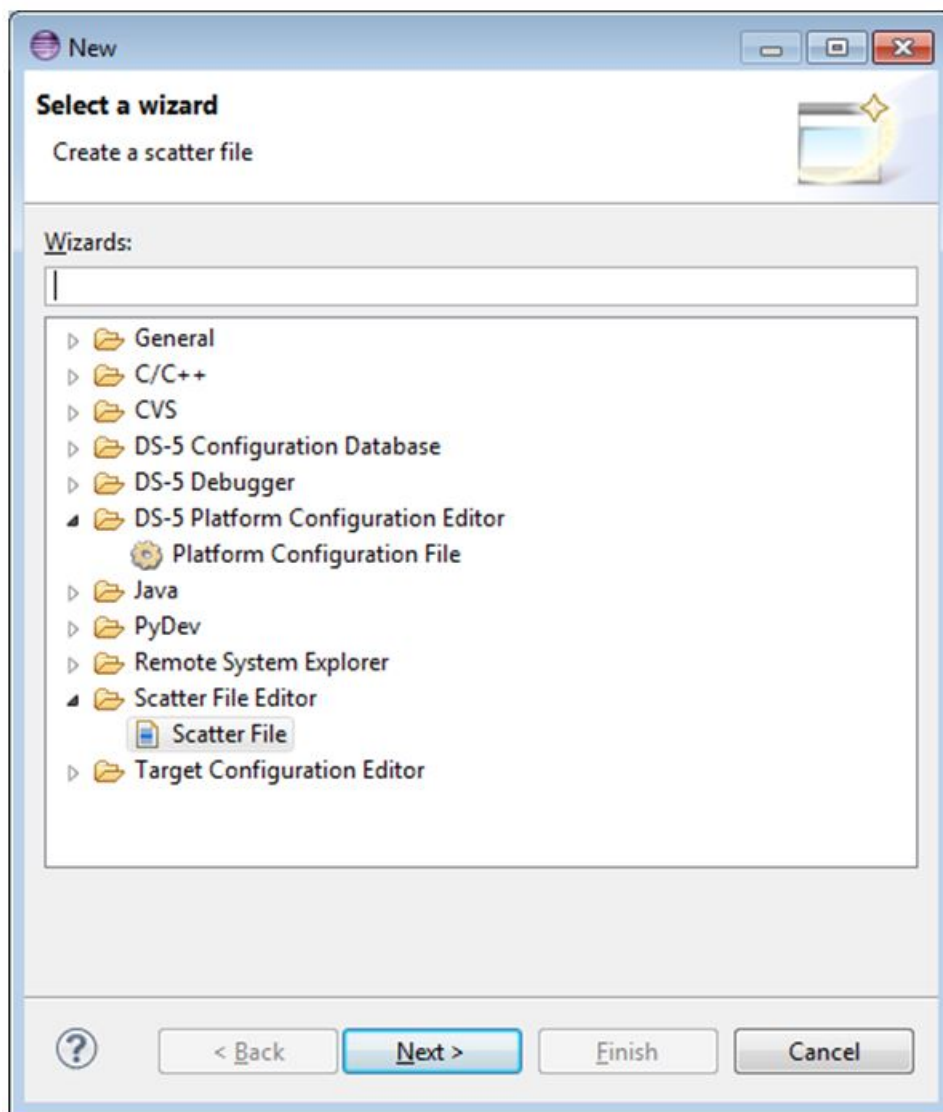 New
Select a wizard
Create a scatter file
Wizards:
General
C/C++
CVS
DS-5 Configuration Database
DS-5 Debugger
DS-5 Platform Configuration Editor
Platform Configuration File
Java
PyDev
Remote System Explorer
Scatter File Editor
Scatter File
Target Configuration Editor
? < Back Next > Finish Cancel